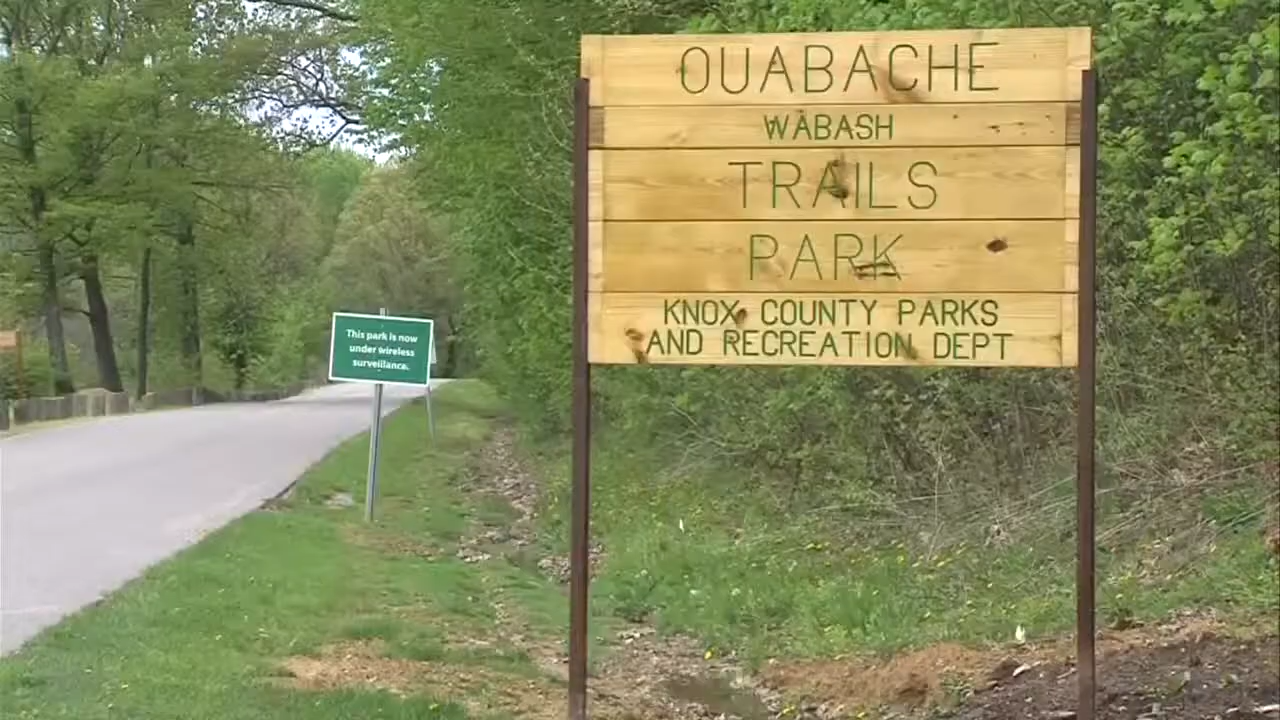 OUABACHE
WABASH
TRAILS
PARK
KNOX COUNTY PARKS
AND RECREATION DEPT
This park is now
under wireless
surveillance.